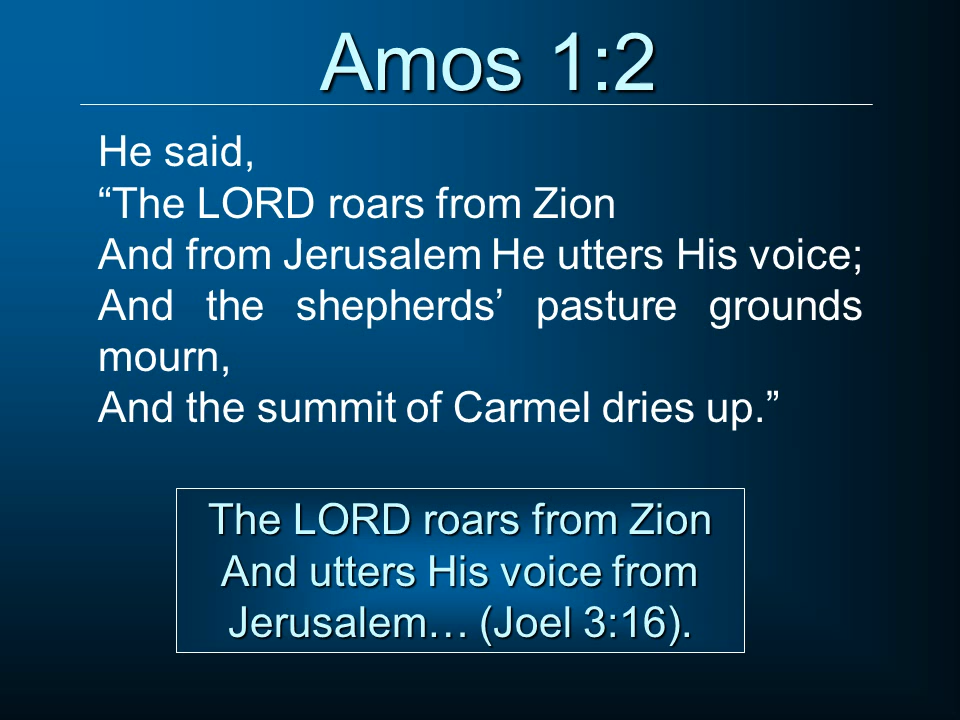 Amos 1:2
He said,
“The LORD roars from Zion
And from Jerusalem He utters His voice;
And the shepherds’ pasture grounds
mourn,
And the summit of Carmel dries up.”
The LORD roars from Zion
And utters His voice from
Jerusalem… (Joel 3:16).